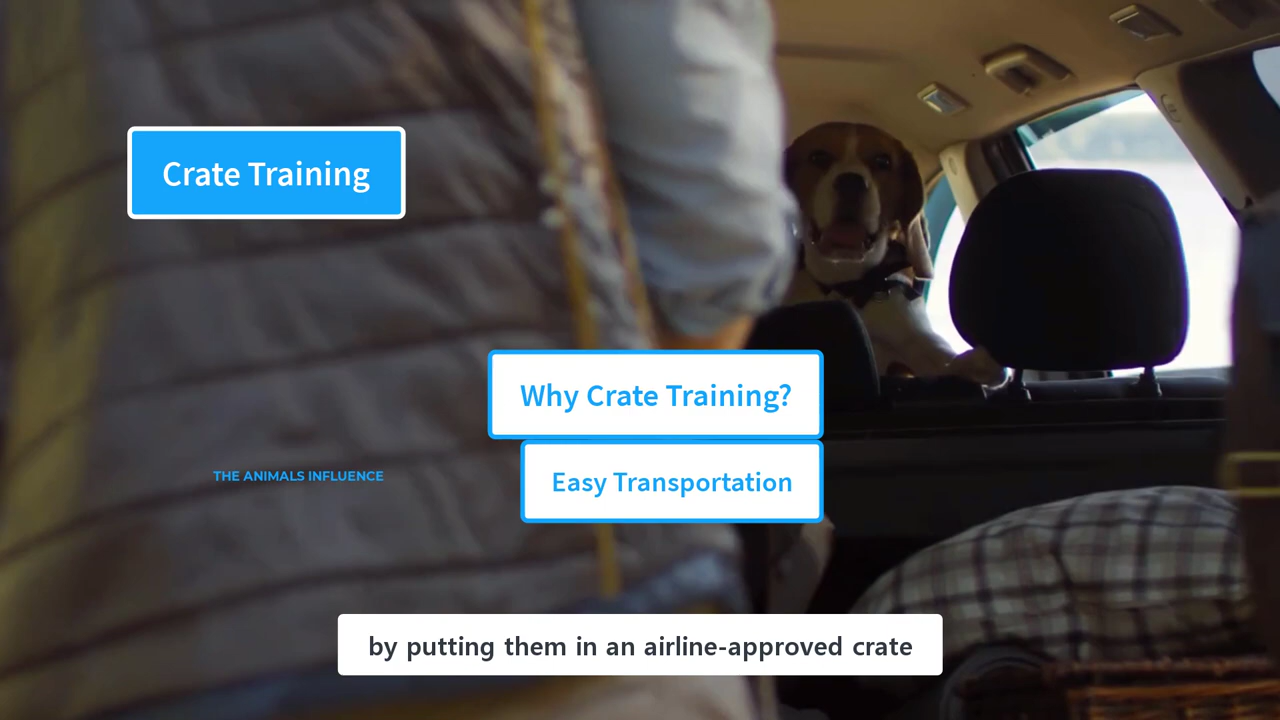 Crate Training
Why Crate Training?
Easy Transportation
THE ANIMALS INFLUENCE
by putting them in an airline-approved crate